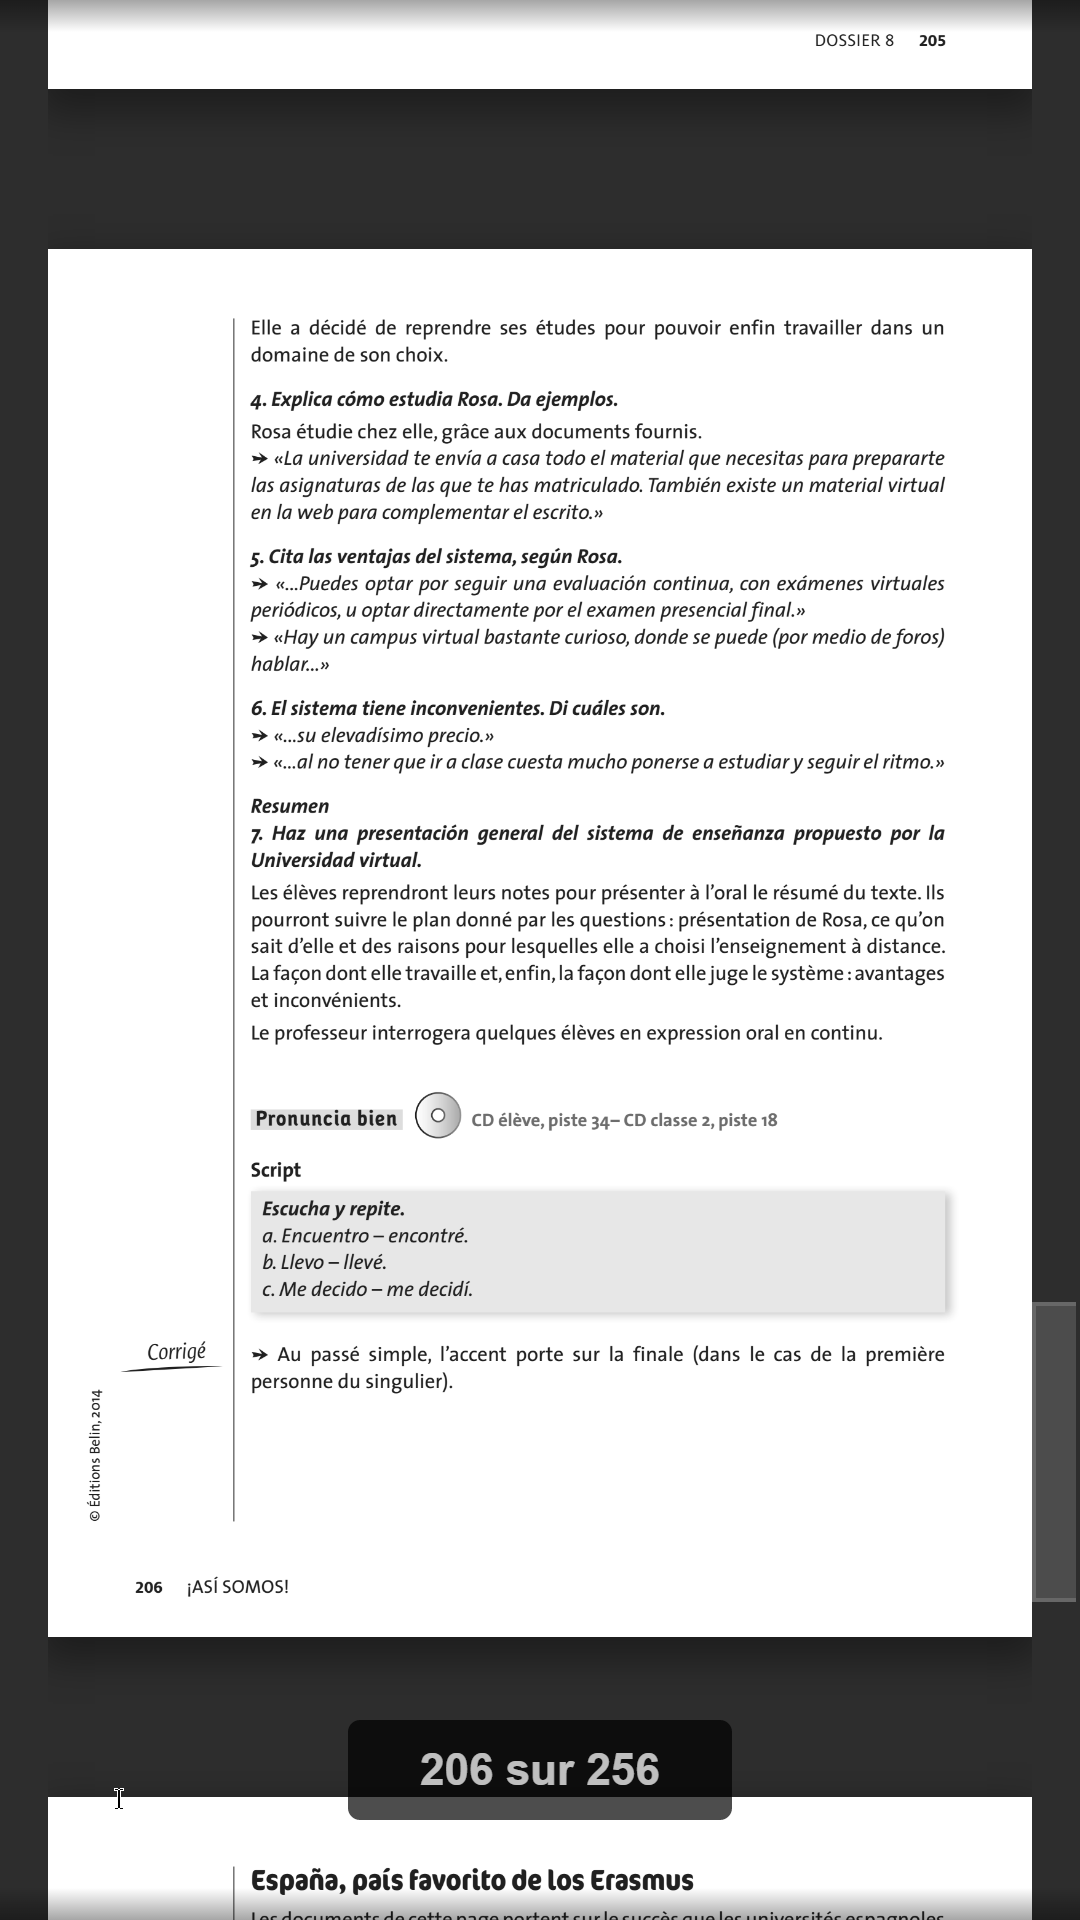 DOSSIER 8 205
Elle a décidé de reprendre ses études pour pouvoir enfin travailler dans un
domaine de son choix.
4. Explica cómo estudia Rosa. Da ejemplos.
Rosa étudie chez elle, grâce aux documents fournis.
➳ «La universidad te envía a casa todo el material que necesitas para prepararte
las asignaturas de las que te has matriculado. También existe un material virtual
en la web para complementar el escrito.»
5. Cita las ventajas del sistema, según Rosa.
➳ «...Puedes optar por seguir una evaluación continua, con exámenes virtuales
periódicos, u optar directamente por el examen presencial final.»
➳ «Hay un campus virtual bastante curioso, donde se puede (por medio de foros)
hablar...»
6. El sistema tiene inconvenientes. Di cuáles son.
➳ «...su elevadísimo precio.»
➳ «...al no tener que ir a clase cuesta mucho ponerse a estudiar y seguir el ritmo.»
Resumen
7. Haz una presentación general del sistema de enseñanza propuesto por la
Universidad virtual.
Les élèves reprendront leurs notes pour présenter à l'oral le résumé du texte. Ils
pourront suivre le plan donné par les questions : présentation de Rosa, ce qu'on
sait d'elle et des raisons pour lesquelles elle a choisi l'enseignement à distance.
La façon dont elle travaille et, enfin, la façon dont elle juge le système : avantages
et inconvénients.
Le professeur interrogera quelques élèves en expression oral en continu.
Pronuncia bien CD élève, piste 34– CD classe 2, piste 18
Script
Escucha y repite.
a. Encuentro – encontré.
b. Llevo – llevé.
c. Me decido – me decidí.
Corrigé
➳ Au passé simple, l'accent porte sur la finale (dans le cas de la première
personne du singulier).
© Éditions Belin, 2014
206 ¡ASÍ SOMOS!
206 sur 256
España, país favorito de los Erasmus
Les documents de cette page portent sur le succès que les universités espagnoles